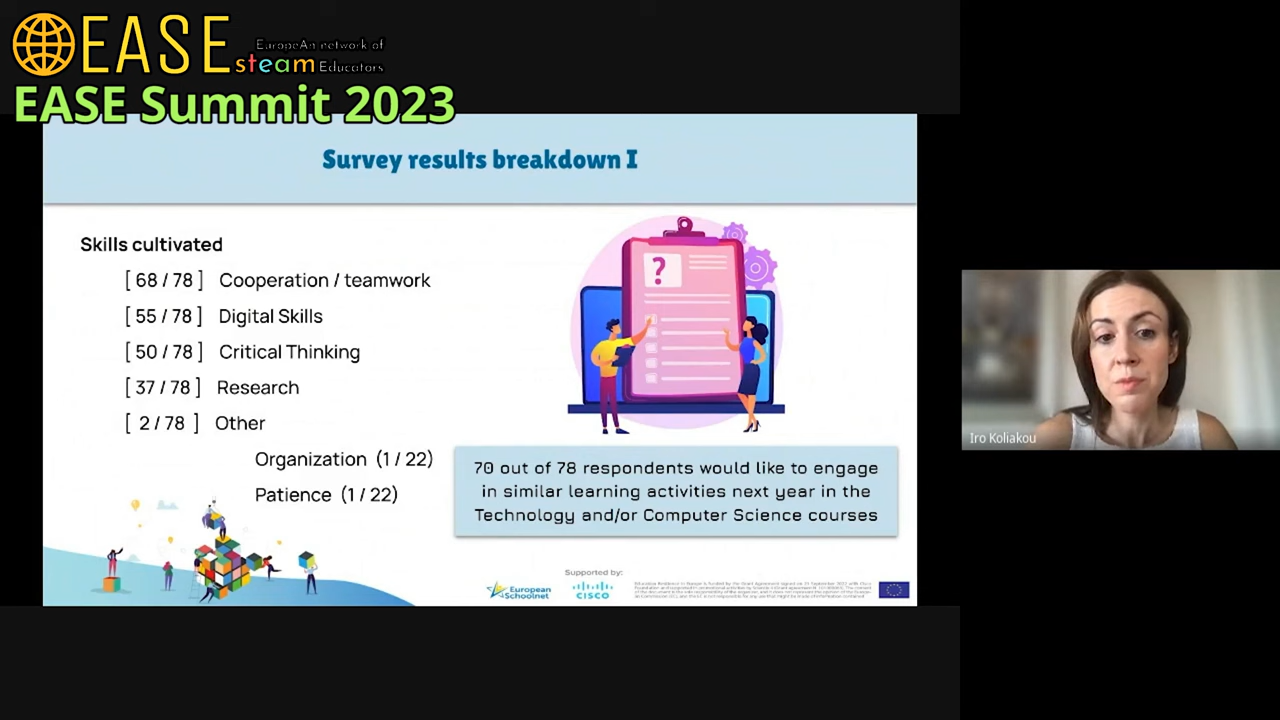 EASE
EuropeAn network of
steam Educators
EASE Summit 2023
Survey results breakdown I
Skills cultivated
[ 68 / 78 ] Cooperation / teamwork
[ 55 / 78 ] Digital Skills
[ 50 / 78 ] Critical Thinking
[ 37 / 78 ] Research
[ 2 / 78 ] Other
Organization (1 / 22)
Patience (1 / 22)
?
70 out of 78 respondents would like to engage
in similar learning activities next year in the
Technology and/or Computer Science courses
Supported by:
European
Schoolnet
CISCO
Iro Koliakou